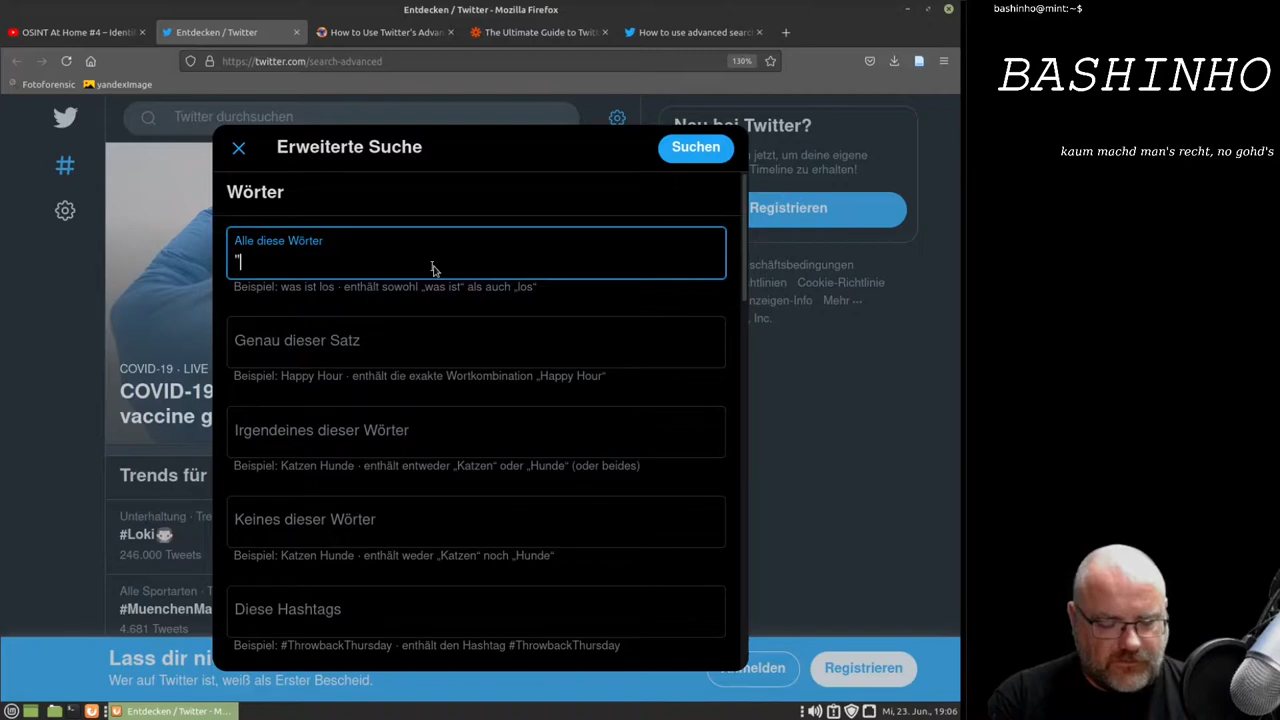 Entdecken / Twitter - Mozilla Firefox
bashinho@mint:~$
OSINT At Home #4 – Identi
Entdecken / Twitter
How to Use Twitter's Advan
The Ultimate Guide to Twit
How to use advanced sear
https://twitter.com/search-advanced
130%
Fotoforensic
yandexImage
BASHINHO
kaum machd man's recht, no gohd's
Twitter durchsuchen
Neu bei Twitter?
jetzt, um deine eigene
Timeline zu erhalten!
Registrieren
Erweiterte Suche
Suchen
Wörter
Alle diese Wörter
"
Beispiel: was ist los · enthält sowohl „was ist“ als auch „los“
Genau dieser Satz
Beispiel: Happy Hour · enthält die exakte Wortkombination „Happy Hour“
Irgendeines dieser Wörter
Beispiel: Katzen Hunde · enthält entweder „Katzen“ oder „Hunde“ (oder beides)
Keines dieser Wörter
Beispiel: Katzen Hunde · enthält weder „Katzen“ noch „Hunde“
Diese Hashtags
Beispiel: #ThrowbackThursday · enthält den Hashtag #ThrowbackThursday
schäftsbedingungen
htlinien Cookie-Richtlinie
nzeigen-Info Mehr ···
, Inc.
COVID-19 · LIVE
COVID-19
vaccine g
Trends für
Unterhaltung · Tre
#Loki
246.000 Tweets
Alle Sportarten · T
#MuenchenMa
4.681 Tweets
Lass dir ni
Wer auf Twitter ist, weiß als Erster Bescheid.
nmelden
Registrieren
Entdecken / Twitter - M...
Mi, 23. Jun., 19:06